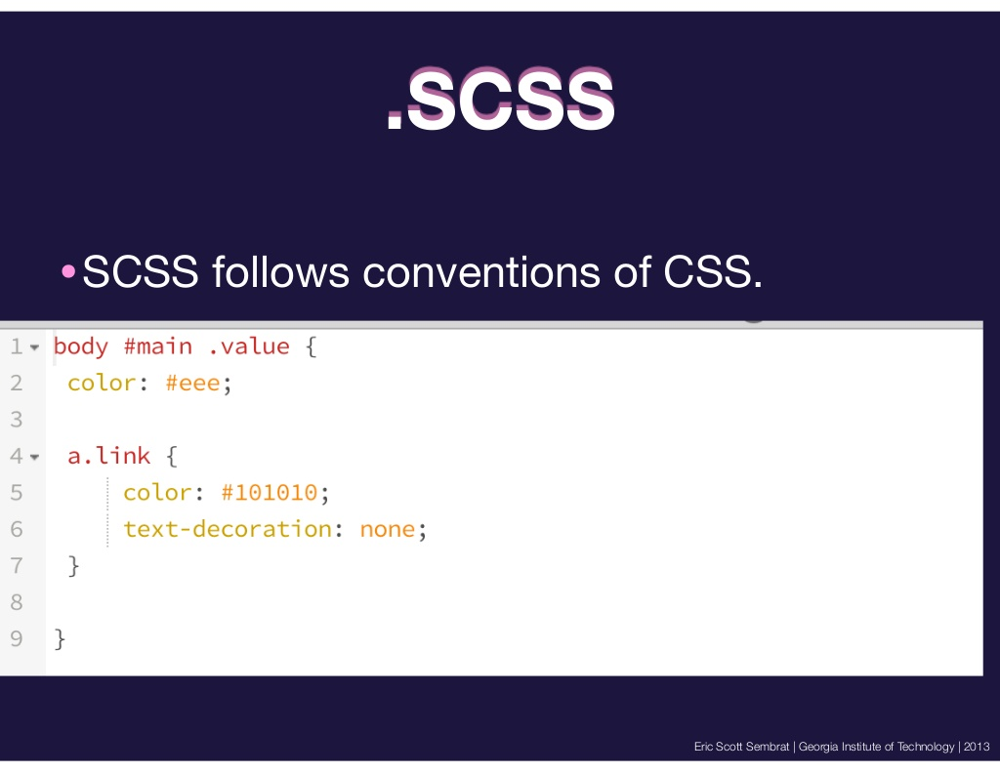 .SCSS
•SCSS follows conventions of CSS.
1 body #main .value {
2 color: #eee;
3
4 a.link {
5 color: #101010;
6 text-decoration: none;
7 }
8
9 }
Eric Scott Sembrat | Georgia Institute of Technology | 2013